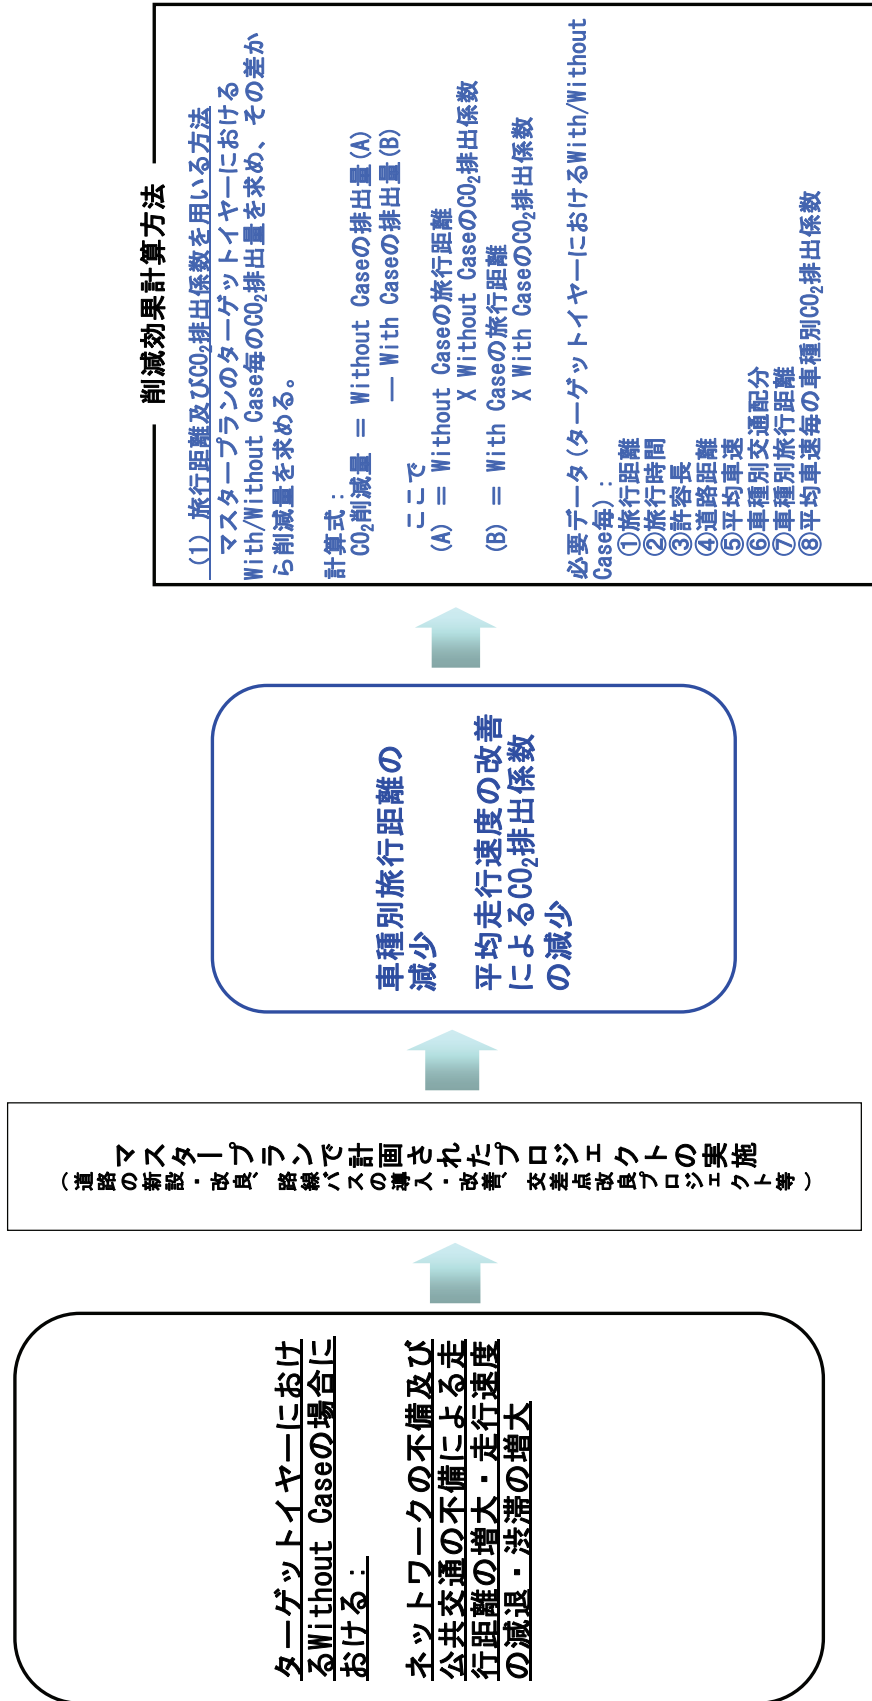 ターゲットイヤーにおけ
るWithout Caseの場合に
おける：
ネットワークの不備及び
公共交通の不備による走
行距離の増大・走行速度
の減退・渋滞の増大
マスタープランで計画されたプロジェクトの実施
（道路の新設・改良、路線バスの導入・改善、交差点改良プロジェクト等）
車種別旅行距離の
減少
平均走行速度の改善
によるCO₂排出係数
の減少
削減効果計算方法
(1) 旅行距離及びCO₂排出係数を用いる方法
マスタープランのターゲットイヤーにおける
With/Without Case毎のCO₂排出量を求め、その差か
ら削減量を求める。
計算式：
CO₂削減量 ＝ Without Caseの排出量(A)
― With Caseの排出量(B)
ここで
(A) ＝ Without Caseの旅行距離
X Without CaseのCO₂排出係数
(B) ＝ With Caseの旅行距離
X With CaseのCO₂排出係数
必要データ(ターゲットイヤーにおけるWith/Without
Case毎)：
①旅行距離
②旅行時間
③許容長
④道路距離
⑤平均車速
⑥車種別交通配分
⑦車種別旅行距離
⑧平均車速毎の車種別CO₂排出係数